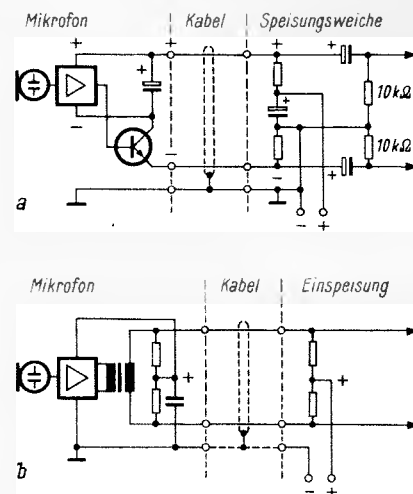 Mikrofon Kabel Speisungsweiche
+ + + +
+ + +
10kΩ
−
10kΩ
− − +
a − +
Mikrofon Kabel Einspeisung
+ +
b − +